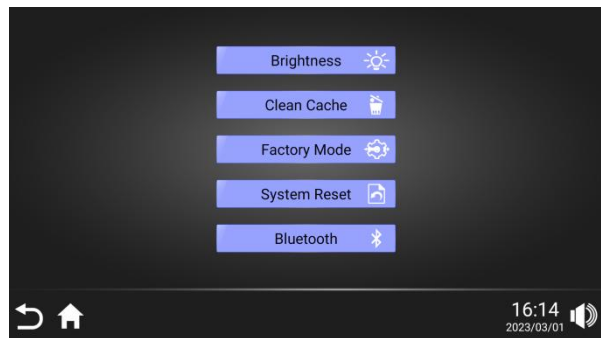 Brightness
Clean Cache
Factory Mode
System Reset
Bluetooth
16:14
2023/03/01